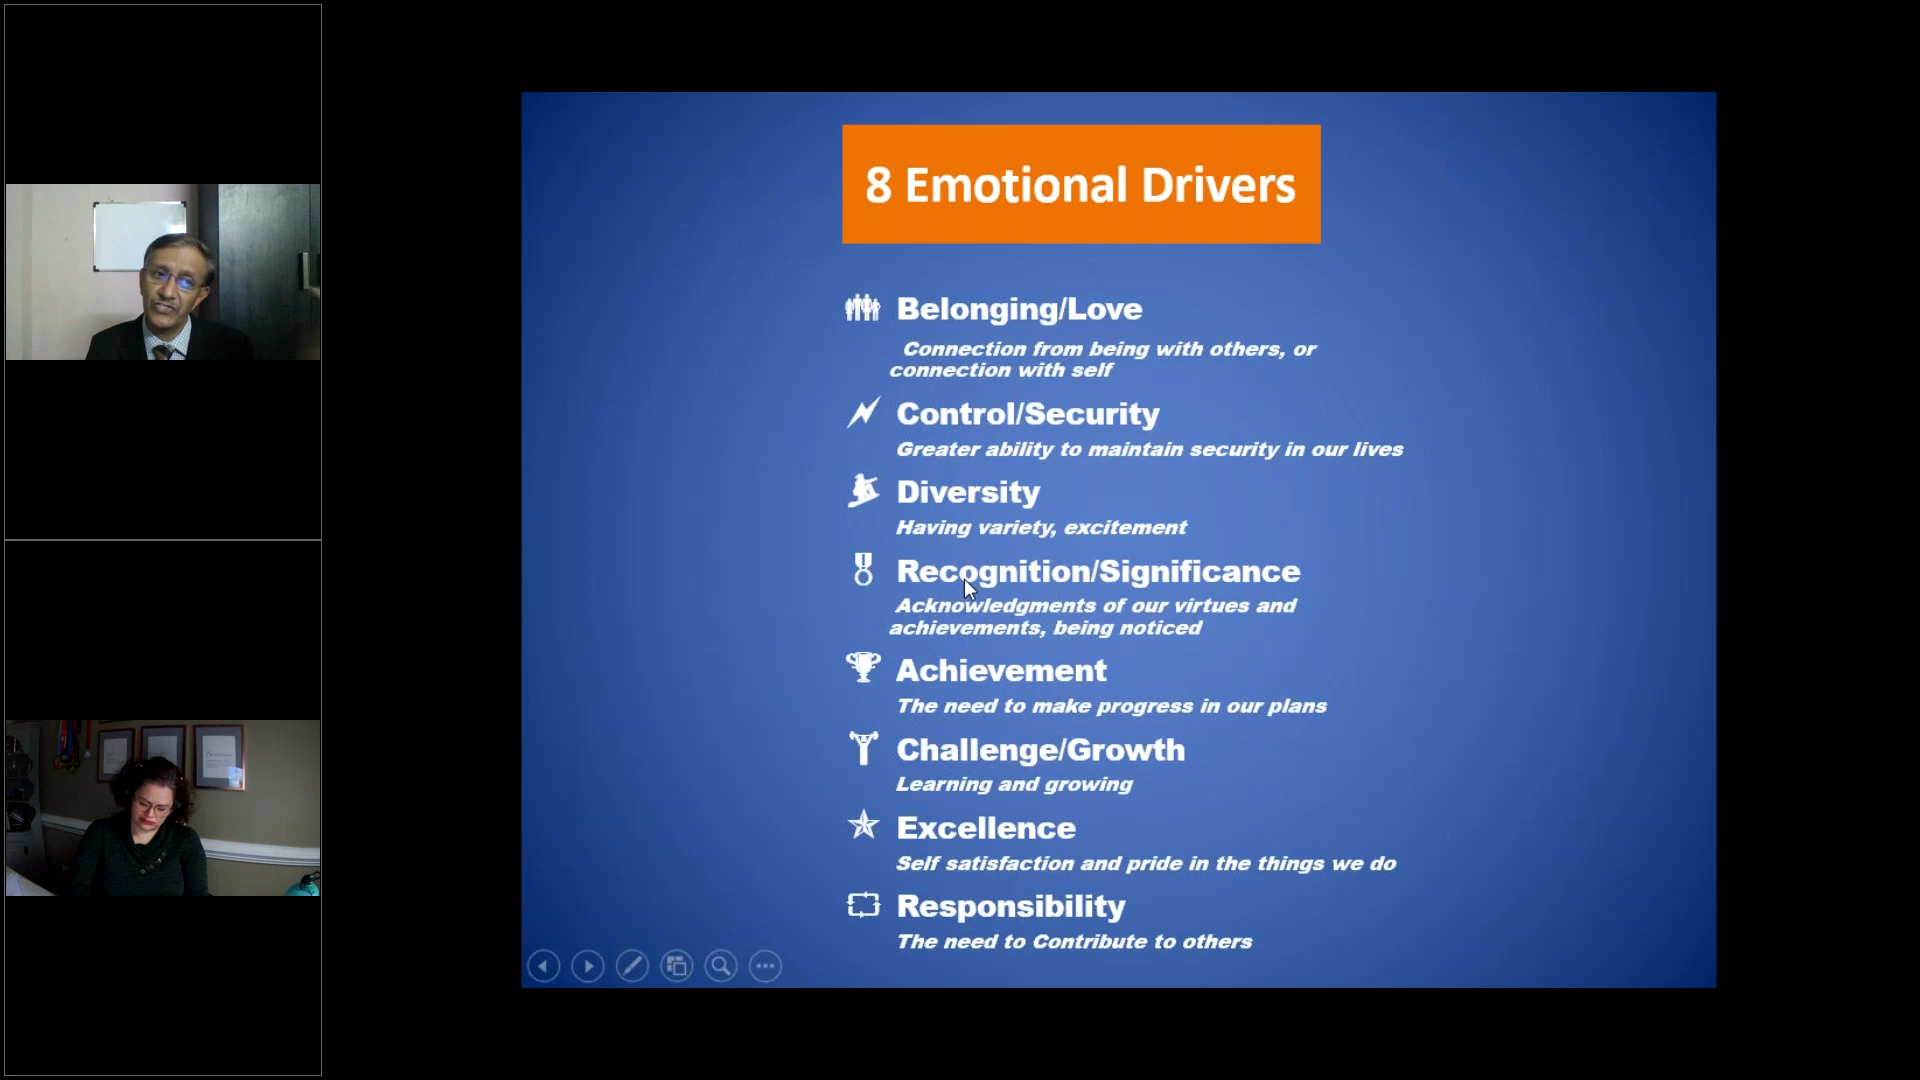 8 Emotional Drivers
Belonging/Love
Connection from being with others, or
connection with self
Control/Security
Greater ability to maintain security in our lives
Diversity
Having variety, excitement
Recognition/Significance
Acknowledgments of our virtues and
achievements, being noticed
Achievement
The need to make progress in our plans
Challenge/Growth
Learning and growing
Excellence
Self satisfaction and pride in the things we do
Responsibility
The need to Contribute to others